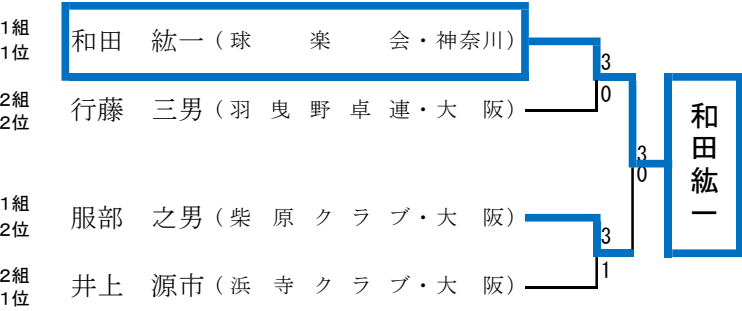 1組
1位
和田 紘一(球楽会・神奈川)
3
0
2組
2位
行藤 三男(羽曳野卓連・大阪)
3
0
和田紘一
1組
2位
服部 之男(柴原クラブ・大阪)
3
1
2組
1位
井上 源市(浜寺クラブ・大阪)